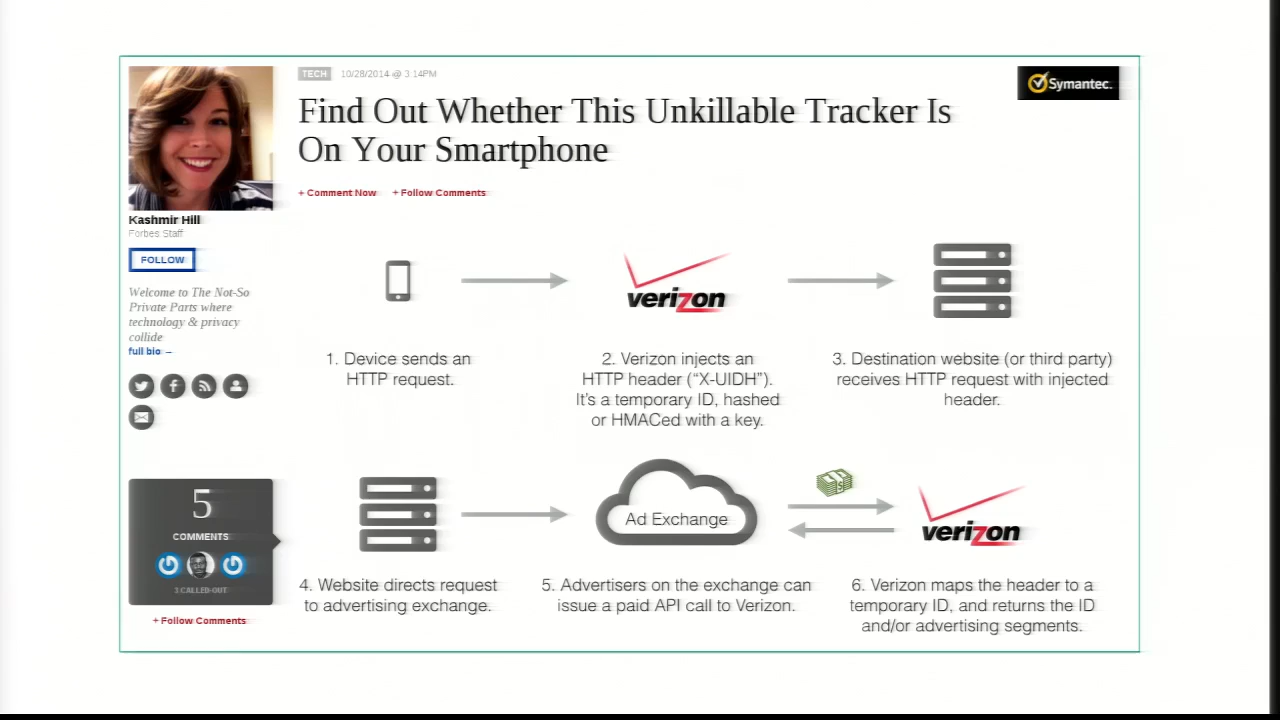 TECH 10/28/2014 @ 3:14PM
Symantec.
Find Out Whether This Unkillable Tracker Is
On Your Smartphone
+ Comment Now + Follow Comments
Kashmir Hill
Forbes Staff
FOLLOW
Welcome to The Not-So
Private Parts where
technology & privacy
collide
full bio →
verizon
1. Device sends an
HTTP request.
2. Verizon injects an
HTTP header (“X-UIDH”).
It’s a temporary ID, hashed
or HMACed with a key.
3. Destination website (or third party)
receives HTTP request with injected
header.
5
COMMENTS
3 CALLED-OUT
+ Follow Comments
Ad Exchange
verizon
4. Website directs request
to advertising exchange.
5. Advertisers on the exchange can
issue a paid API call to Verizon.
6. Verizon maps the header to a
temporary ID, and returns the ID
and/or advertising segments.